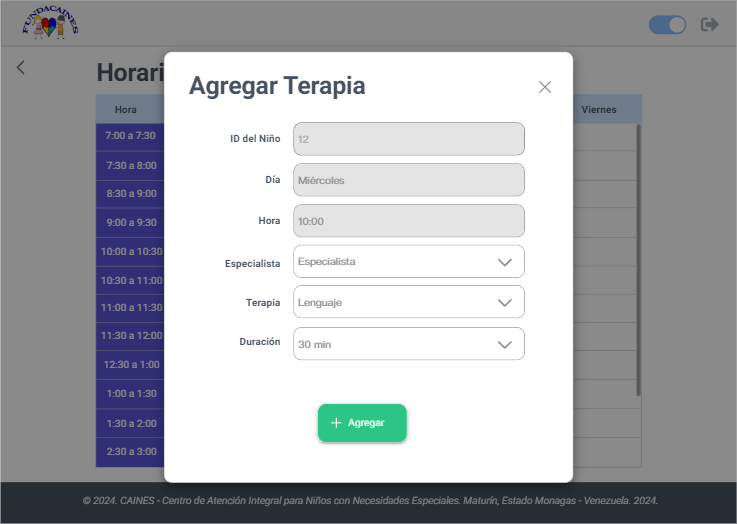 FUNDACAINES
Horari
Agregar Terapia
Hora
Viernes
7:00 a 7:30
7:30 a 8:00
8:30 a 9:00
9:00 a 9:30
10:00 a 10:30
10:30 a 11:00
11:00 a 11:30
11:30 a 12:00
12:30 a 1:00
1:00 a 1:30
1:30 a 2:00
2:30 a 3:00
ID del Niño
12
Día
Miércoles
Hora
10:00
Especialista
Especialista
Terapia
Lenguaje
Duración
30 min
Agregar
© 2024. CAINES - Centro de Atención Integral para Niños con Necesidades Especiales. Maturín, Estado Monagas - Venezuela. 2024.